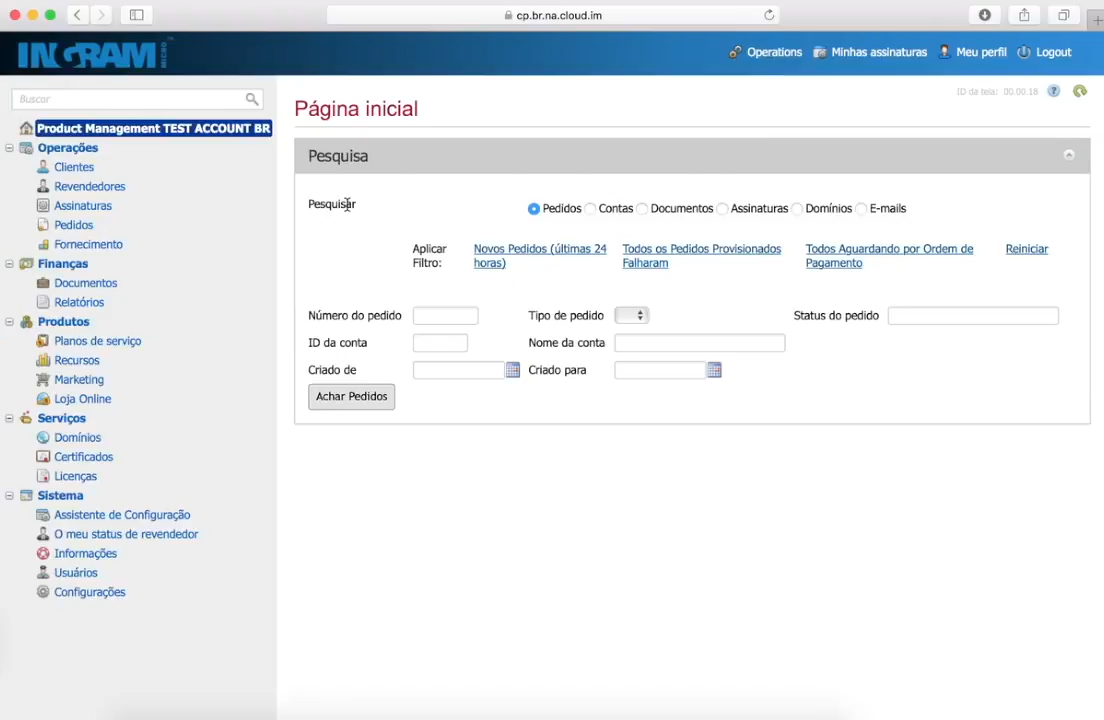 cp.br.na.cloud.im
INGRAM MICRO
Operations Minhas assinaturas Meu perfil Logout
Buscar
ID da tela: 00.00.18
Product Management TEST ACCOUNT BR
Operações
Clientes
Revendedores
Assinaturas
Pedidos
Fornecimento
Finanças
Documentos
Relatórios
Produtos
Planos de serviço
Recursos
Marketing
Loja Online
Serviços
Domínios
Certificados
Licenças
Sistema
Assistente de Configuração
O meu status de revendedor
Informações
Usuários
Configurações
Página inicial
Pesquisa
Pesquisar
Pedidos Contas Documentos Assinaturas Domínios E-mails
Aplicar
Filtro:
Novos Pedidos (últimas 24
horas)
Todos os Pedidos Provisionados
Falharam
Todos Aguardando por Ordem de
Pagamento
Reiniciar
Número do pedido Tipo de pedido Status do pedido
ID da conta Nome da conta
Criado de Criado para
Achar Pedidos